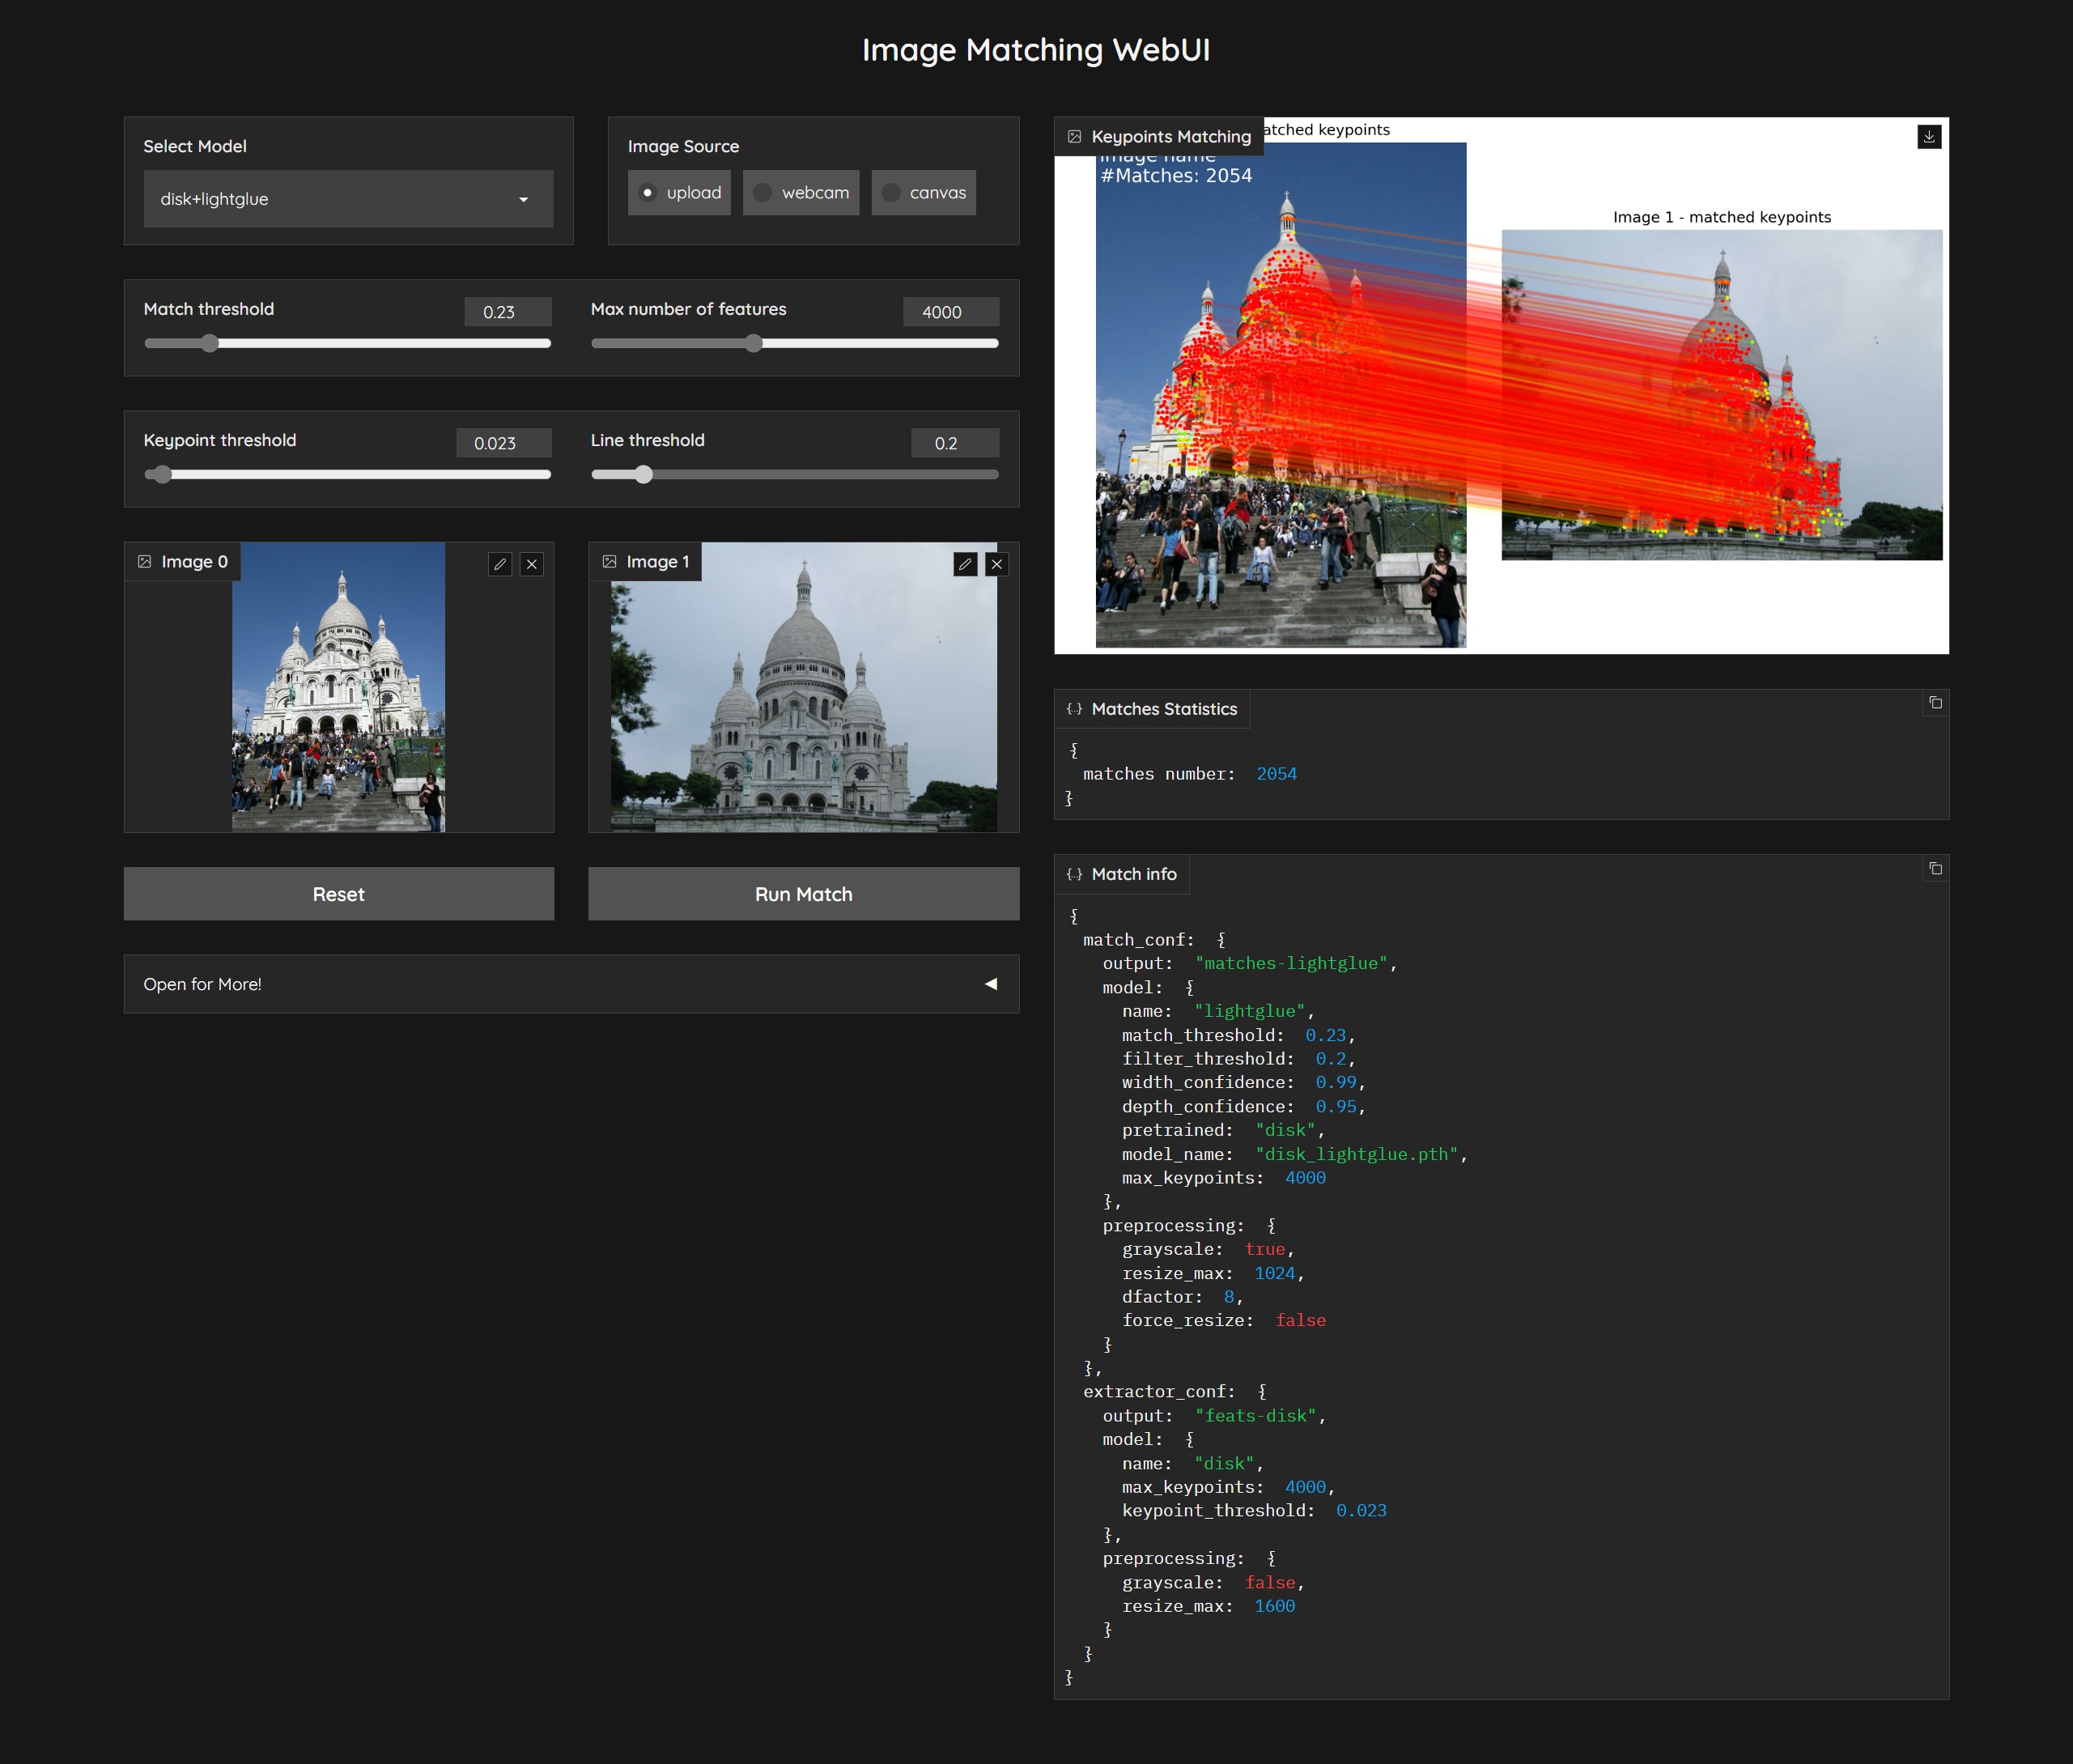 Image Matching WebUI
Select Model
disk+lightglue
Image Source
upload
webcam
canvas
Match threshold
0.23
Max number of features
4000
Keypoint threshold
0.023
Line threshold
0.2
Image 0
Image 1
Reset
Run Match
Open for More!
Keypoints Matching
atched keypoints
Image name
#Matches: 2054
Image 1 - matched keypoints
{..} Matches Statistics
{
matches number: 2054
}
{..} Match info
{
match_conf: {
output: "matches-lightglue",
model: {
name: "lightglue",
match_threshold: 0.23,
filter_threshold: 0.2,
width_confidence: 0.99,
depth_confidence: 0.95,
pretrained: "disk",
model_name: "disk_lightglue.pth",
max_keypoints: 4000
},
preprocessing: {
grayscale: true,
resize_max: 1024,
dfactor: 8,
force_resize: false
}
},
extractor_conf: {
output: "feats-disk",
model: {
name: "disk",
max_keypoints: 4000,
keypoint_threshold: 0.023
},
preprocessing: {
grayscale: false,
resize_max: 1600
}
}
}